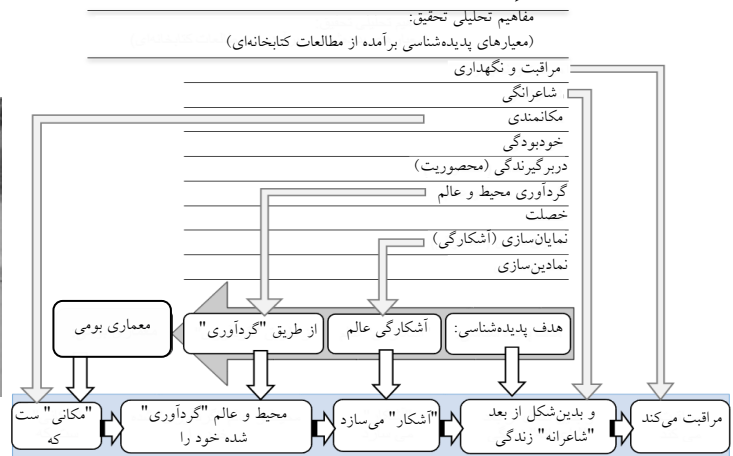 مفاهیم تحلیلی تحقیق:
(معیارهای پدیده‌شناسی برآمده از مطالعات کتابخانه‌ای)
مراقبت و نگهداری
شاعرانگی
مکانمندی
خودبودگی
دربرگیرندگی (محصوریت)
گردآوری محیط و عالم
خصلت
نمایان‌سازی (آشکارگی)
نمادین‌سازی
هدف پدیده‌شناسی:
آشکارگی عالم
از طریق "گردآوری"
معماری بومی
"مکانی" ست
که
محیط و عالم "گردآوری"
شده خود را
"آشکار" می‌سازد
و بدین‌شکل از بعد
"شاعرانه" زندگی
مراقبت می‌کند